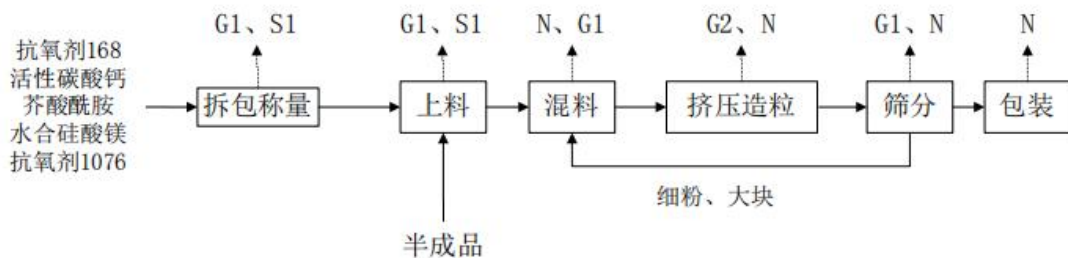 G1、S1
G1、S1
N、G1
G2、N
G1、N
N
抗氧剂168
活性碳酸钙
芥酸酰胺
水合硅酸镁
抗氧剂1076
拆包称量
上料
混料
挤压造粒
筛分
包装
细粉、大块
半成品